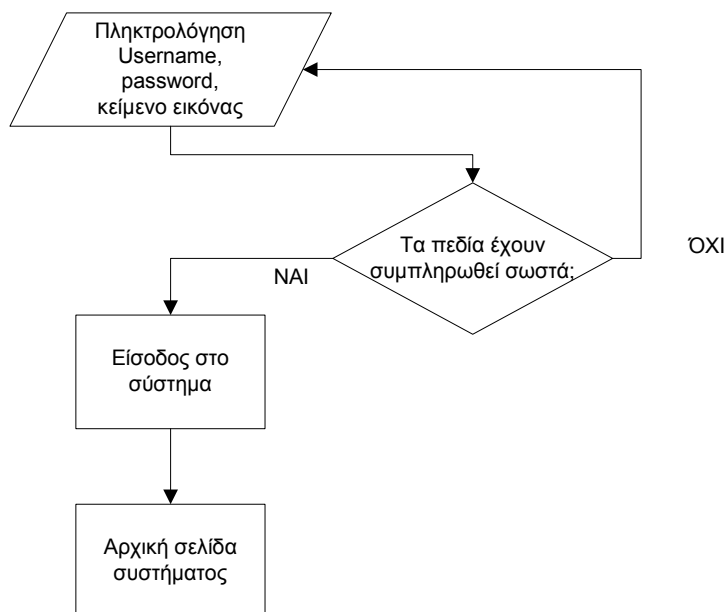 Πληκτρολόγηση
Username,
password,
κείμενο εικόνας
Τα πεδία έχουν
συμπληρωθεί σωστά;
ΝΑΙ
ΌΧΙ
Είσοδος στο
σύστημα
Αρχική σελίδα
συστήματος